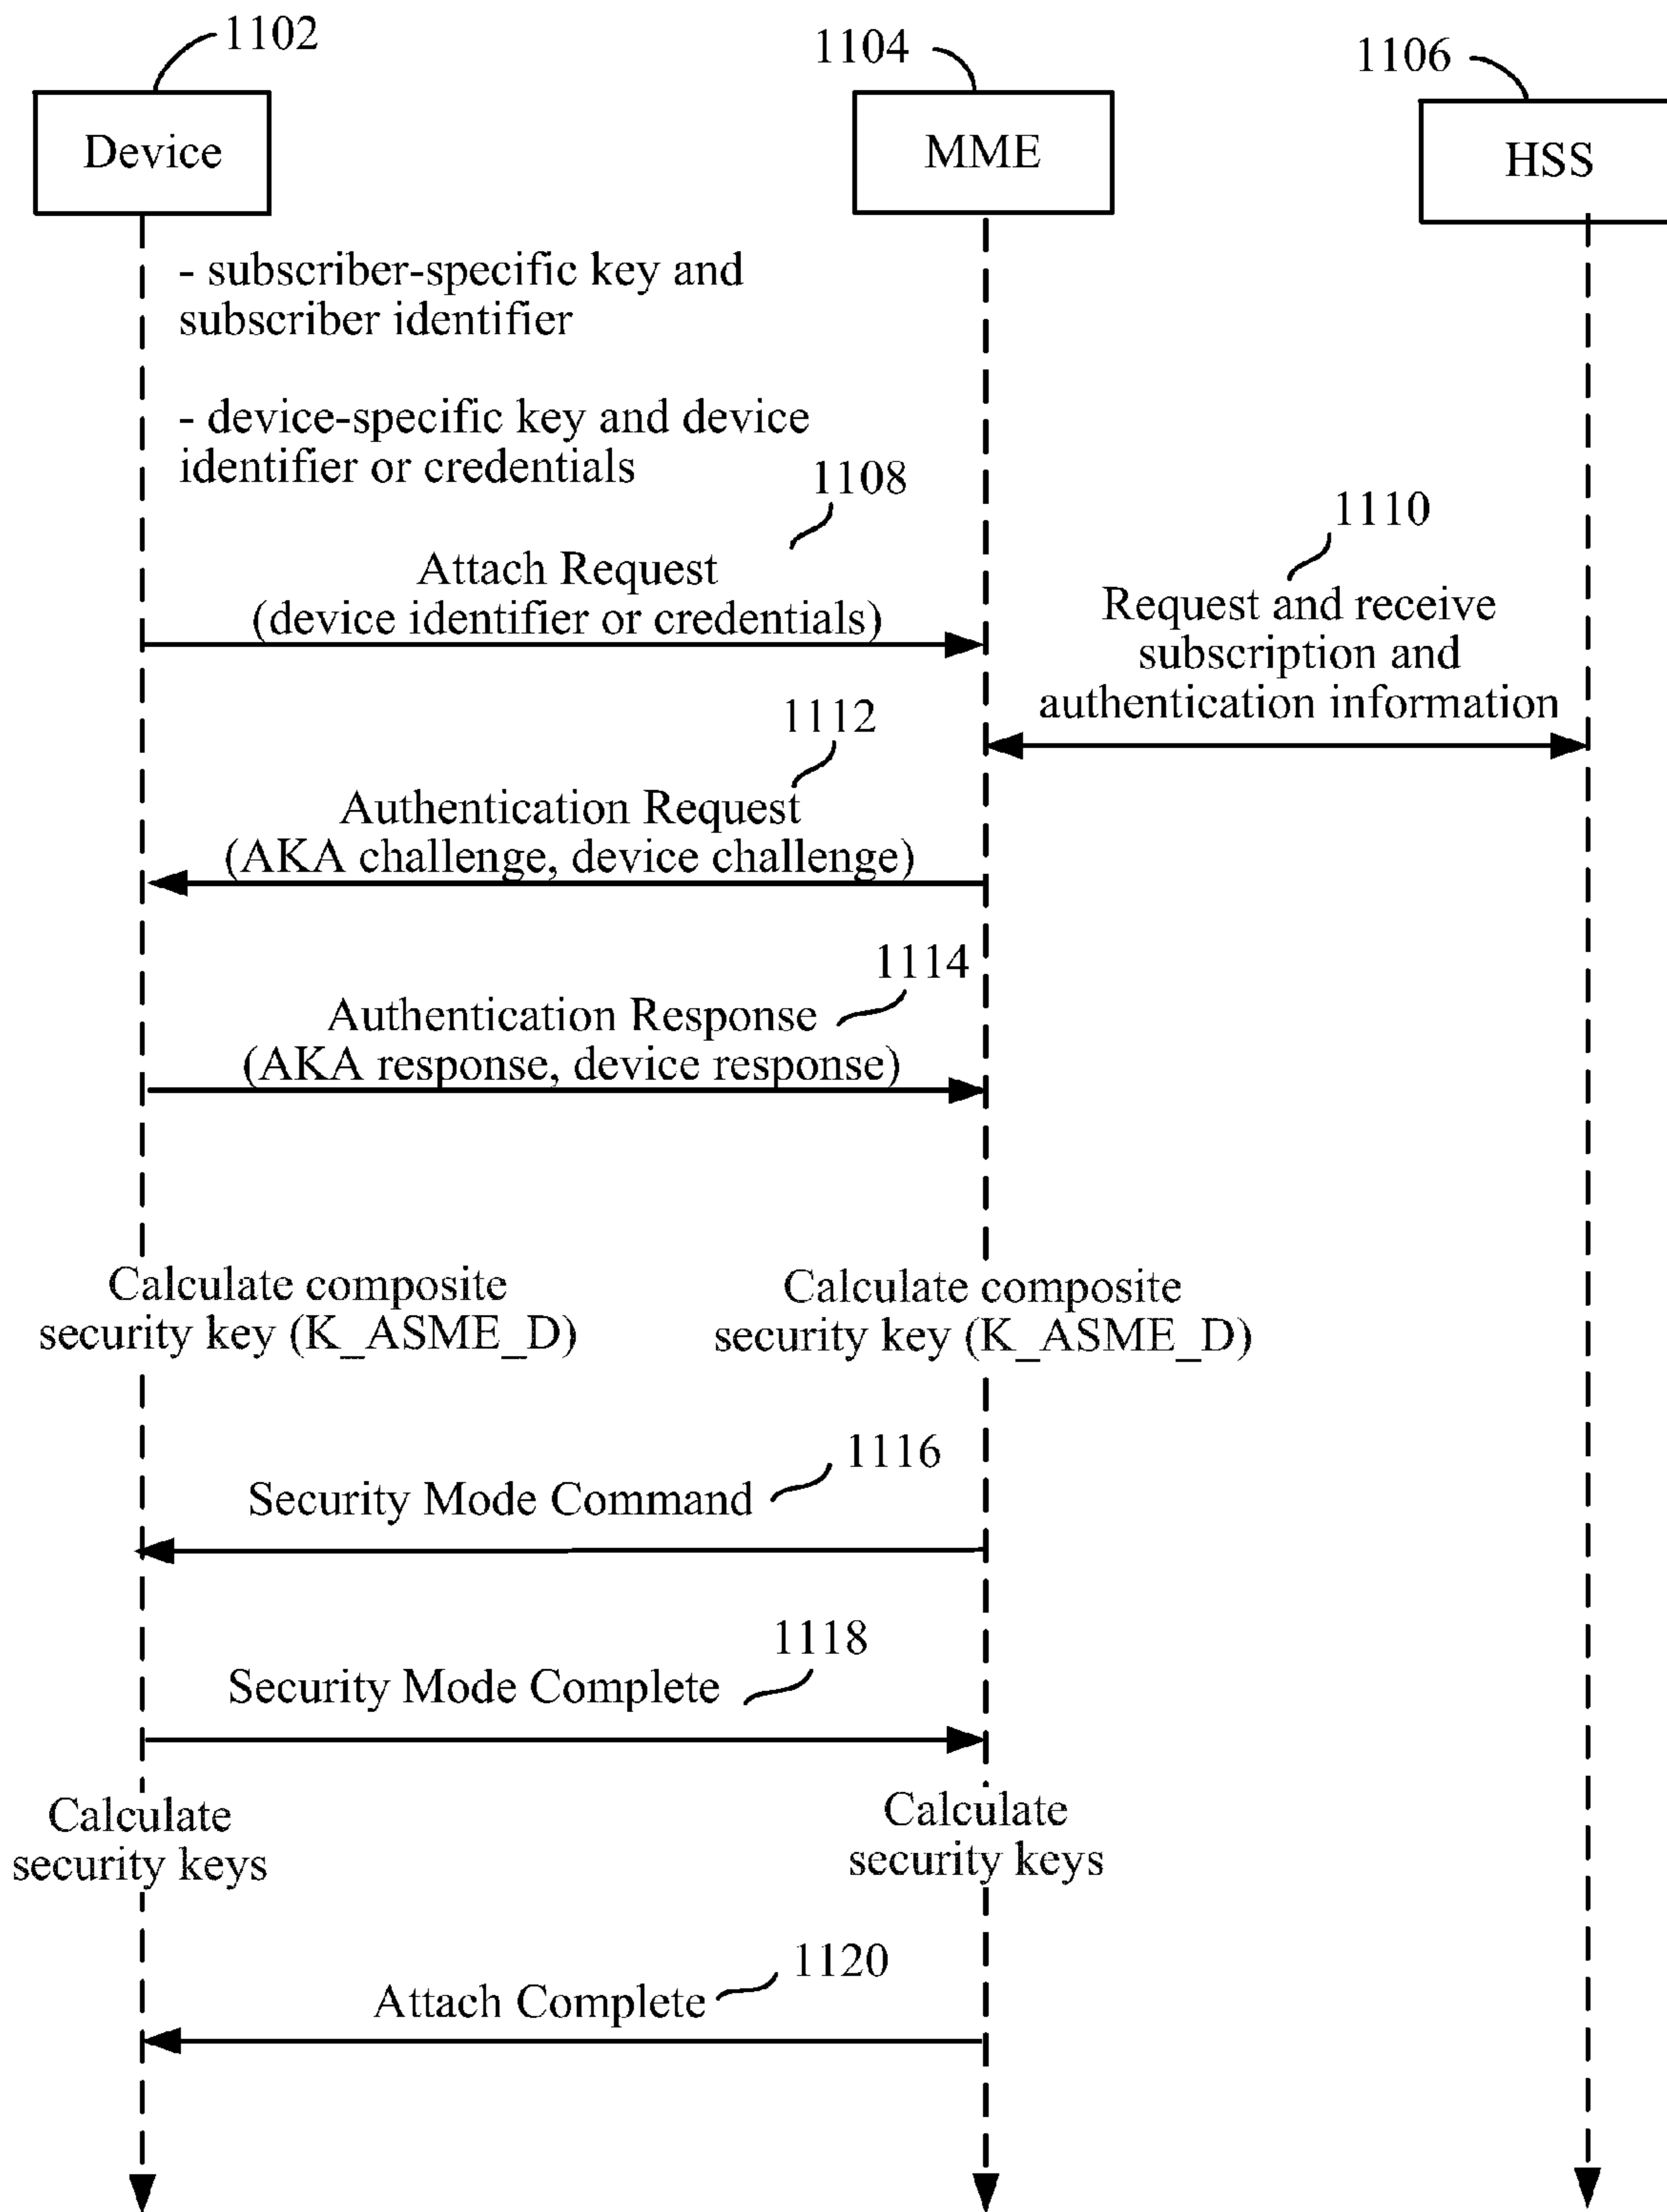 1102
1104
1106
Device
MME
HSS
- subscriber-specific key and
subscriber identifier
- device-specific key and device
identifier or credentials
1108
Attach Request
(device identifier or credentials)
1110
Request and receive
subscription and
authentication information
1112
Authentication Request
(AKA challenge, device challenge)
1114
Authentication Response
(AKA response, device response)
Calculate composite
security key (K_ASME_D)
Calculate composite
security key (K_ASME_D)
1116
Security Mode Command
1118
Security Mode Complete
Calculate
security keys
Calculate
security keys
1120
Attach Complete